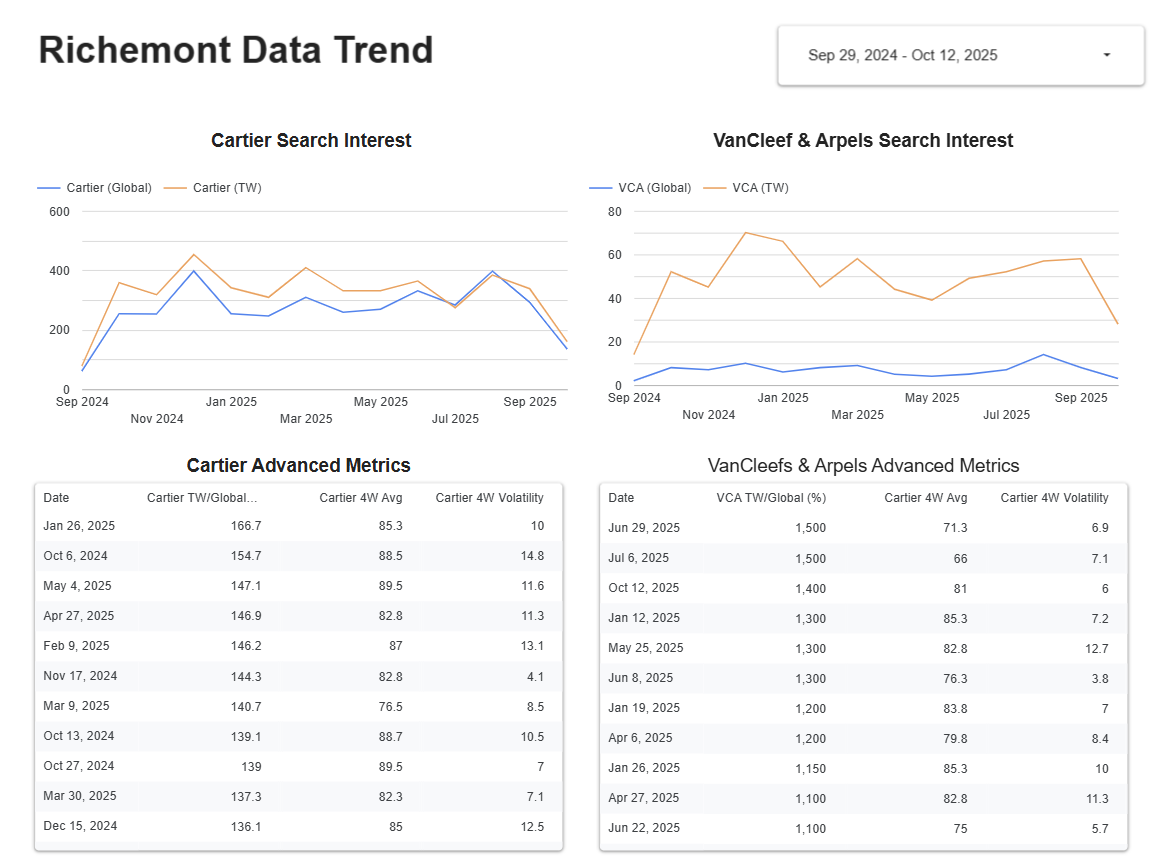 Richemont Data Trend
Sep 29, 2024 - Oct 12, 2025
Cartier Search Interest
Cartier (Global) Cartier (TW)
600
400
200
0
Sep 2024 Nov 2024 Jan 2025 Mar 2025 May 2025 Jul 2025 Sep 2025
VanCleef & Arpels Search Interest
VCA (Global) VCA (TW)
80
60
40
20
0
Sep 2024 Nov 2024 Jan 2025 Mar 2025 May 2025 Jul 2025 Sep 2025
Cartier Advanced Metrics
Date Cartier TW/Global... Cartier 4W Avg Cartier 4W Volatility
Jan 26, 2025 166.7 85.3 10
Oct 6, 2024 154.7 88.5 14.8
May 4, 2025 147.1 89.5 11.6
Apr 27, 2025 146.9 82.8 11.3
Feb 9, 2025 146.2 87 13.1
Nov 17, 2024 144.3 82.8 4.1
Mar 9, 2025 140.7 76.5 8.5
Oct 13, 2024 139.1 88.7 10.5
Oct 27, 2024 139 89.5 7
Mar 30, 2025 137.3 82.3 7.1
Dec 15, 2024 136.1 85 12.5
VanCleefs & Arpels Advanced Metrics
Date VCA TW/Global (%) Cartier 4W Avg Cartier 4W Volatility
Jun 29, 2025 1,500 71.3 6.9
Jul 6, 2025 1,500 66 7.1
Oct 12, 2025 1,400 81 6
Jan 12, 2025 1,300 85.3 7.2
May 25, 2025 1,300 82.8 12.7
Jun 8, 2025 1,300 76.3 3.8
Jan 19, 2025 1,200 83.8 7
Apr 6, 2025 1,200 79.8 8.4
Jan 26, 2025 1,150 85.3 10
Apr 27, 2025 1,100 82.8 11.3
Jun 22, 2025 1,100 75 5.7